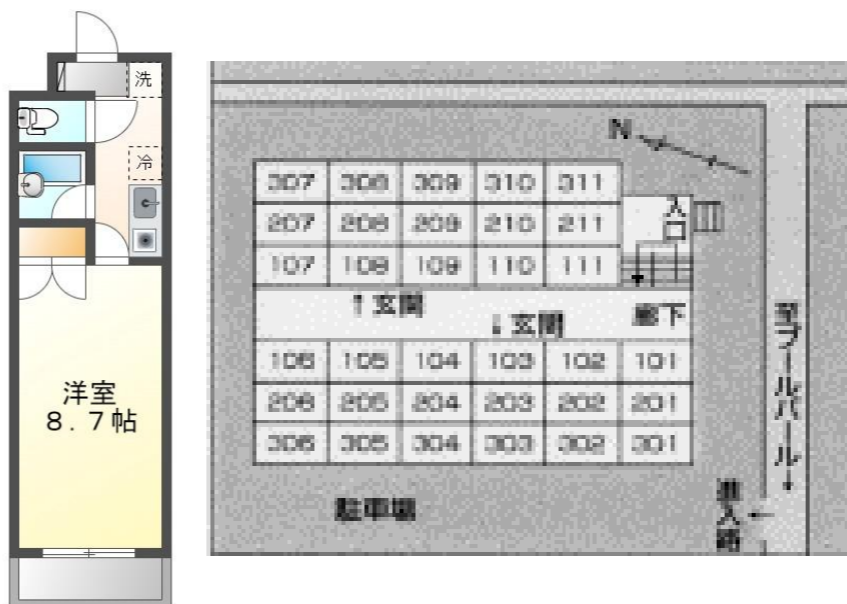 洗
冷
洋室
8.7帖
N
307 308 309 310 311
207 208 209 210 211
107 108 109 110 111
入口
↑玄関
↓玄関
廊下
106 105 104 103 102 101
206 205 204 203 202 201
306 305 304 303 302 301
駐車場
至ブールバール→
進入路